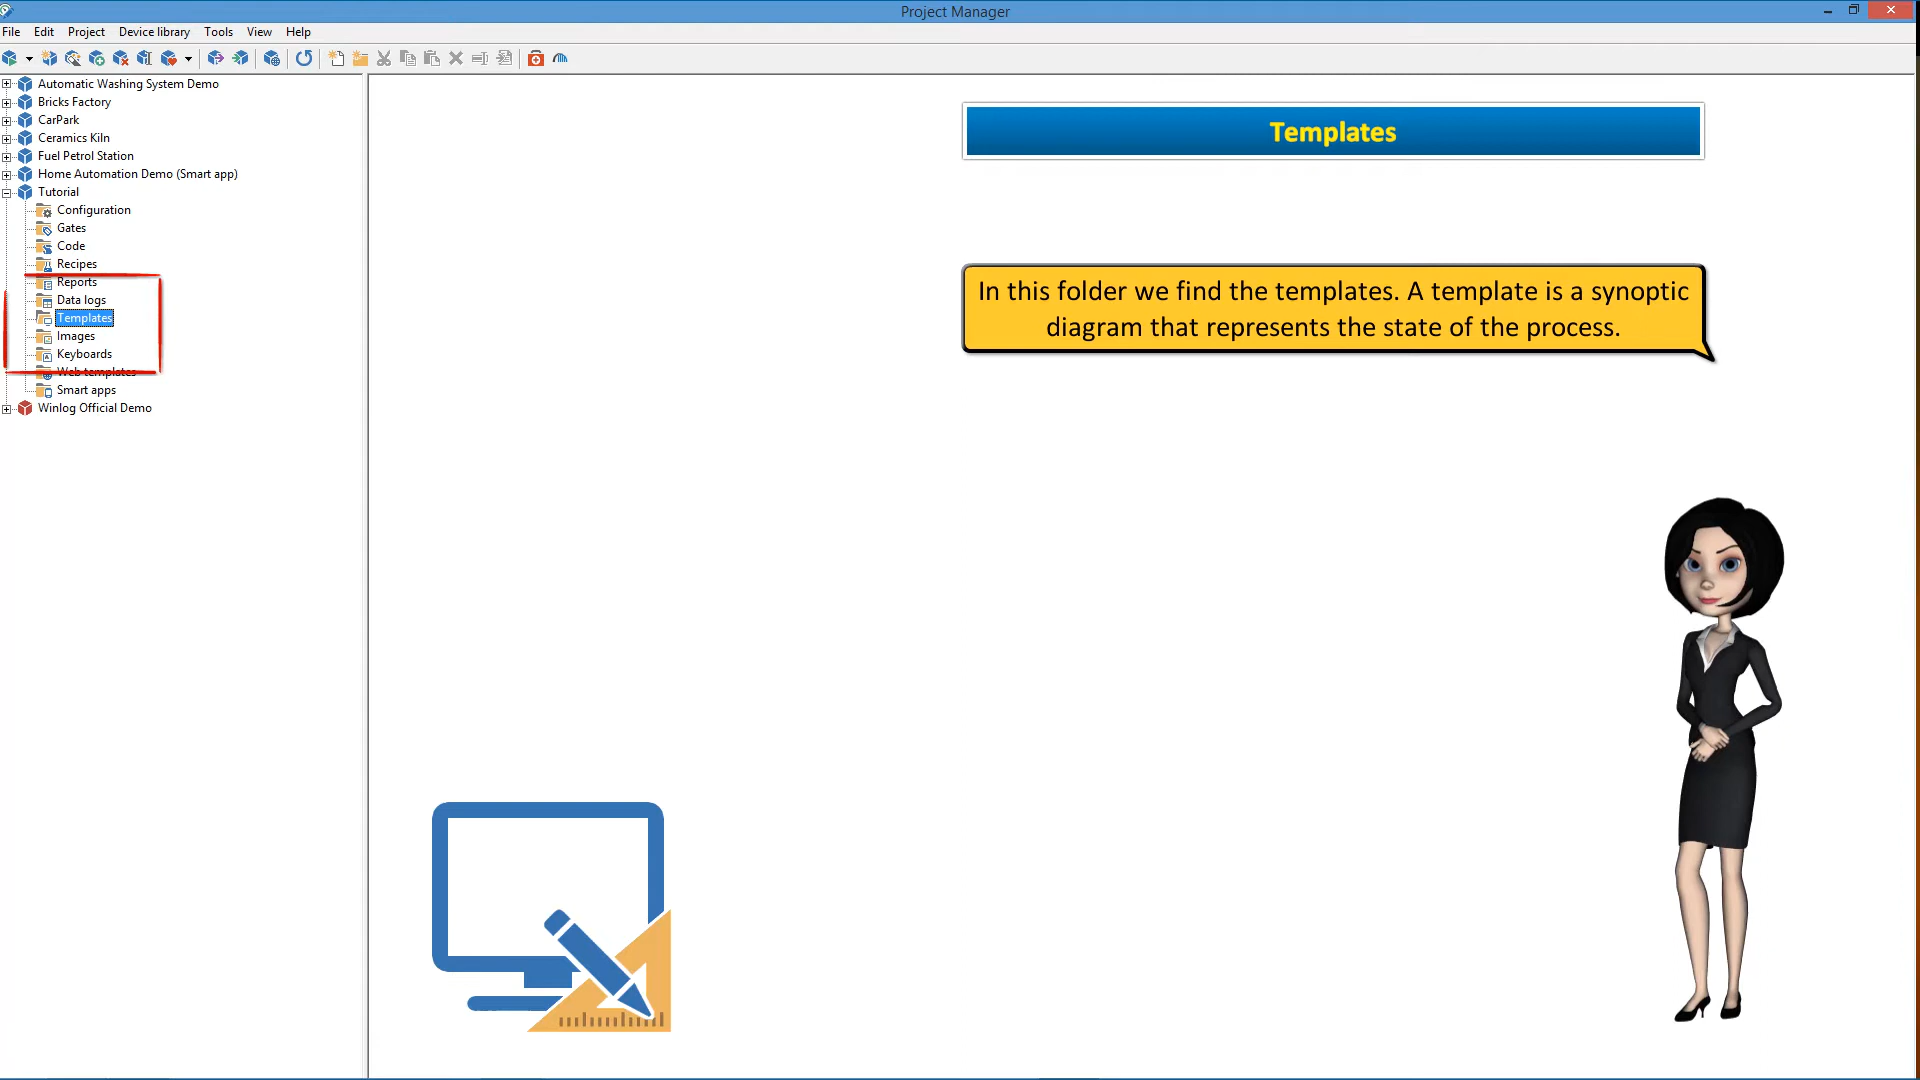 Project Manager
File Edit Project Device library Tools View Help
Automatic Washing System Demo
Bricks Factory
CarPark
Ceramics Kiln
Fuel Petrol Station
Home Automation Demo (Smart app)
Tutorial
Configuration
Gates
Code
Recipes
Reports
Data logs
Templates
Images
Keyboards
Web templates
Smart apps
Winlog Official Demo
Templates
In this folder we find the templates. A template is a synoptic
diagram that represents the state of the process.